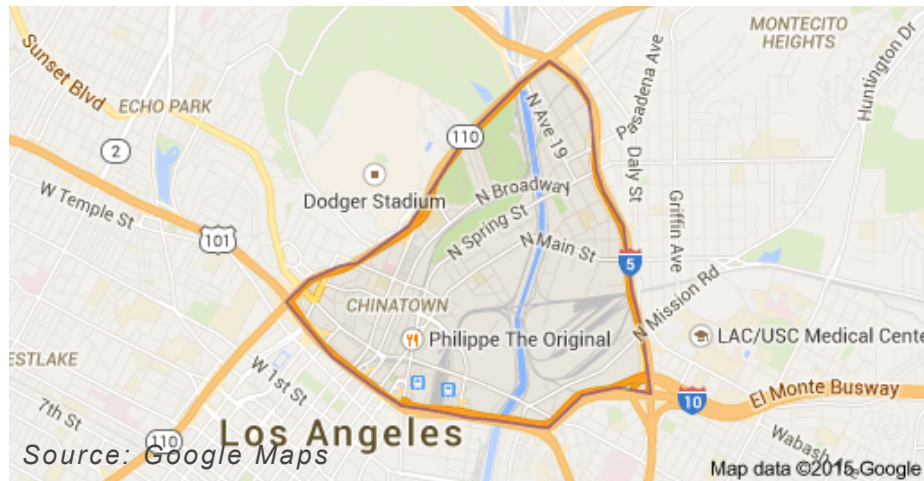 MONTECITO
HEIGHTS
Huntington Dr
Sunset Blvd
ECHO PARK
Pasadena Ave
N Ave 19
110
2
Daly St
Dodger Stadium
N Broadway
Griffin Ave
W Temple St
N Spring St
101
N Main St
5
CHINATOWN
N Mission Rd
Philippe The Original
LAC/USC Medical Cente
ESTLAKE
W 1st St
El Monte Busway
10
7th St
110
Los Angeles
Source: Google Maps
Wabash Ave
Map data ©2015 Google